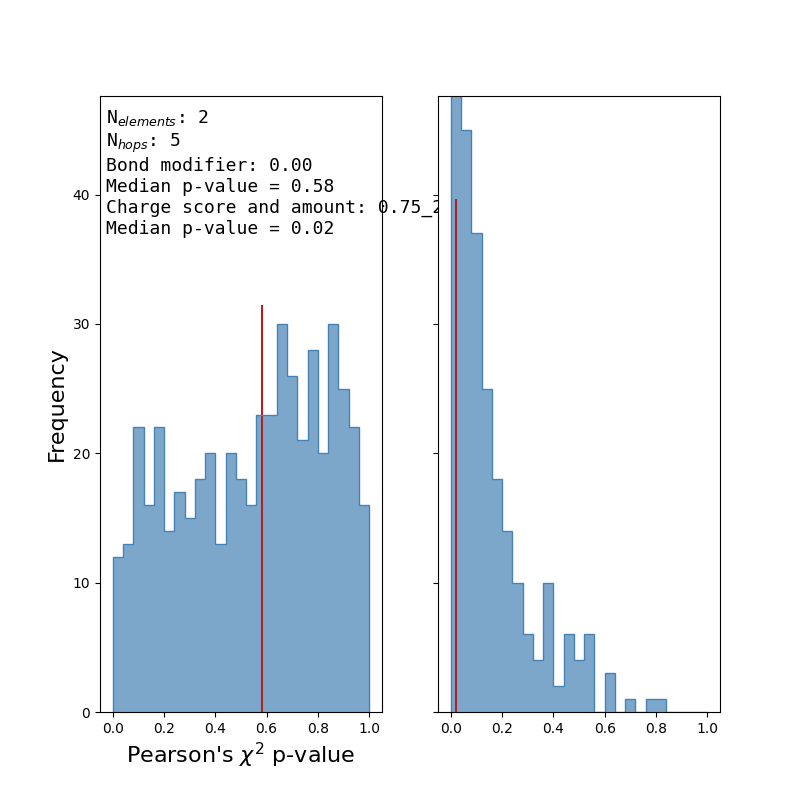 N_elements: 2
N_hops: 5
Bond modifier: 0.00
Median p-value = 0.58
Charge score and amount: 0.75_2
Median p-value = 0.02
40
30
20
10
0
Frequency
0.0 0.2 0.4 0.6 0.8 1.0
0.0 0.2 0.4 0.6 0.8 1.0
Pearson's χ² p-value